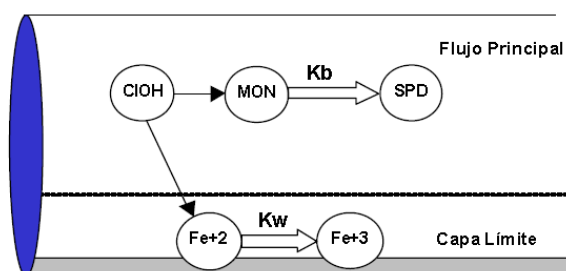 Flujo Principal
Kb
ClOH
MON
SPD
Kw
Fe+2
Fe+3
Capa Límite